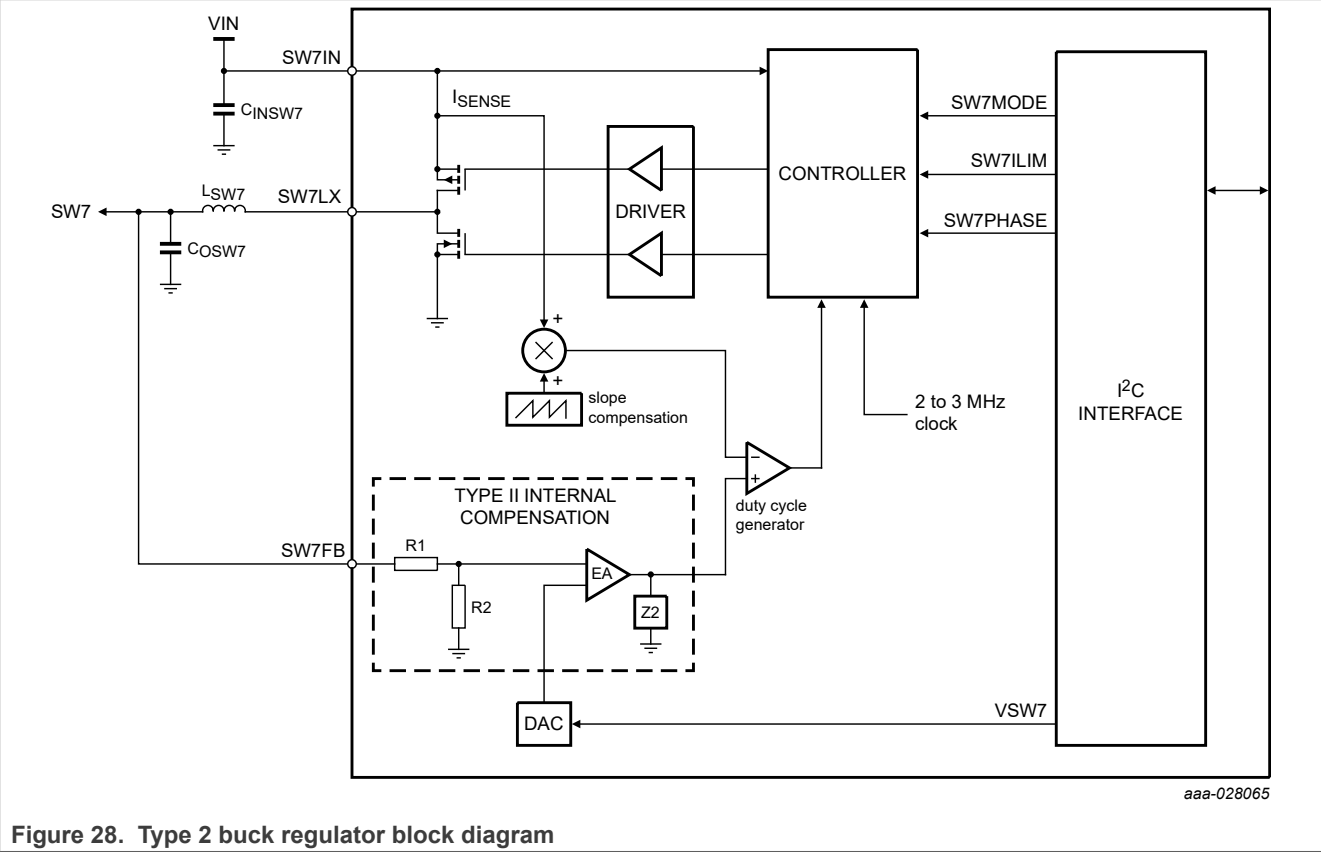 VIN
SW7IN
CINSW7
ISENSE
LSW7
SW7LX
SW7
COSW7
DRIVER
CONTROLLER
SW7MODE
SW7ILIM
SW7PHASE
I2C
INTERFACE
+
+
slope
compensation
2 to 3 MHz
clock
−
+
duty cycle
generator
TYPE II INTERNAL
COMPENSATION
SW7FB
R1
R2
EA
Z2
DAC
VSW7
aaa-028065
Figure 28. Type 2 buck regulator block diagram